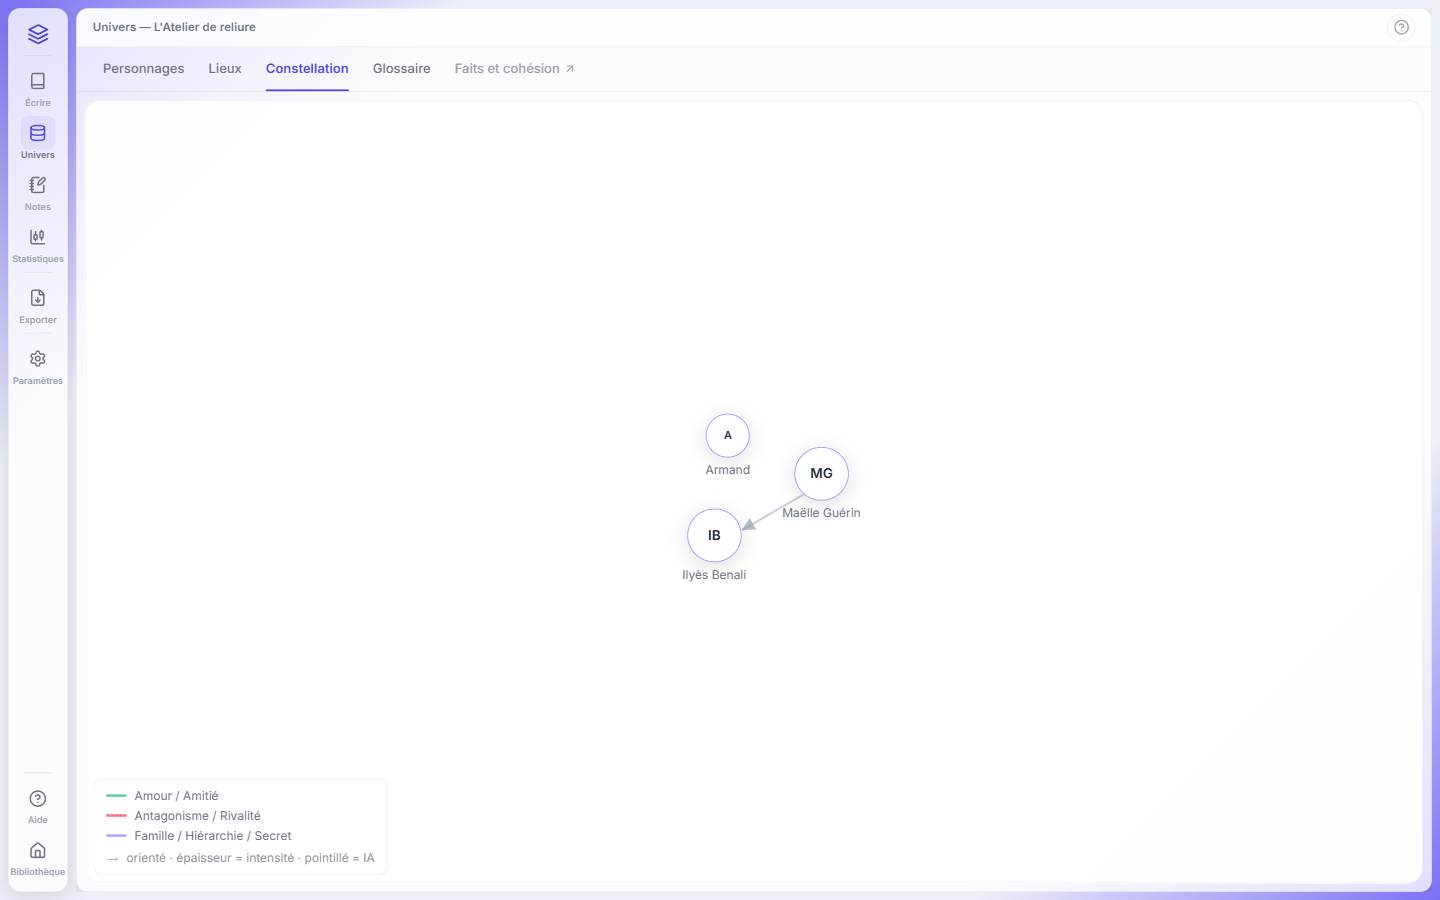 Univers — L'Atelier de reliure
Personnages
Lieux
Constellation
Glossaire
Faits et cohésion
Écrire
Univers
Notes
Statistiques
Exporter
Paramètres
Aide
Bibliothèque
A
Armand
MG
Maëlle Guérin
IB
Ilyès Benali
Amour / Amitié
Antagonisme / Rivalité
Famille / Hiérarchie / Secret
→ orienté · épaisseur = intensité · pointillé = IA